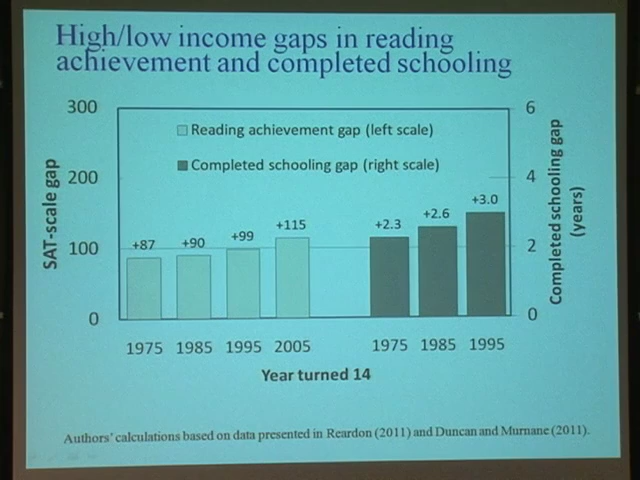 High/low income gaps in reading
achievement and completed schooling
300
200
100
0
SAT-scale gap
Reading achievement gap (left scale)
Completed schooling gap (right scale)
+87
+90
+99
+115
+2.3
+2.6
+3.0
6
4
2
0
Completed schooling gap
(years)
1975 1985 1995 2005 1975 1985 1995
Year turned 14
Authors' calculations based on data presented in Reardon (2011) and Duncan and Murnane (2011).